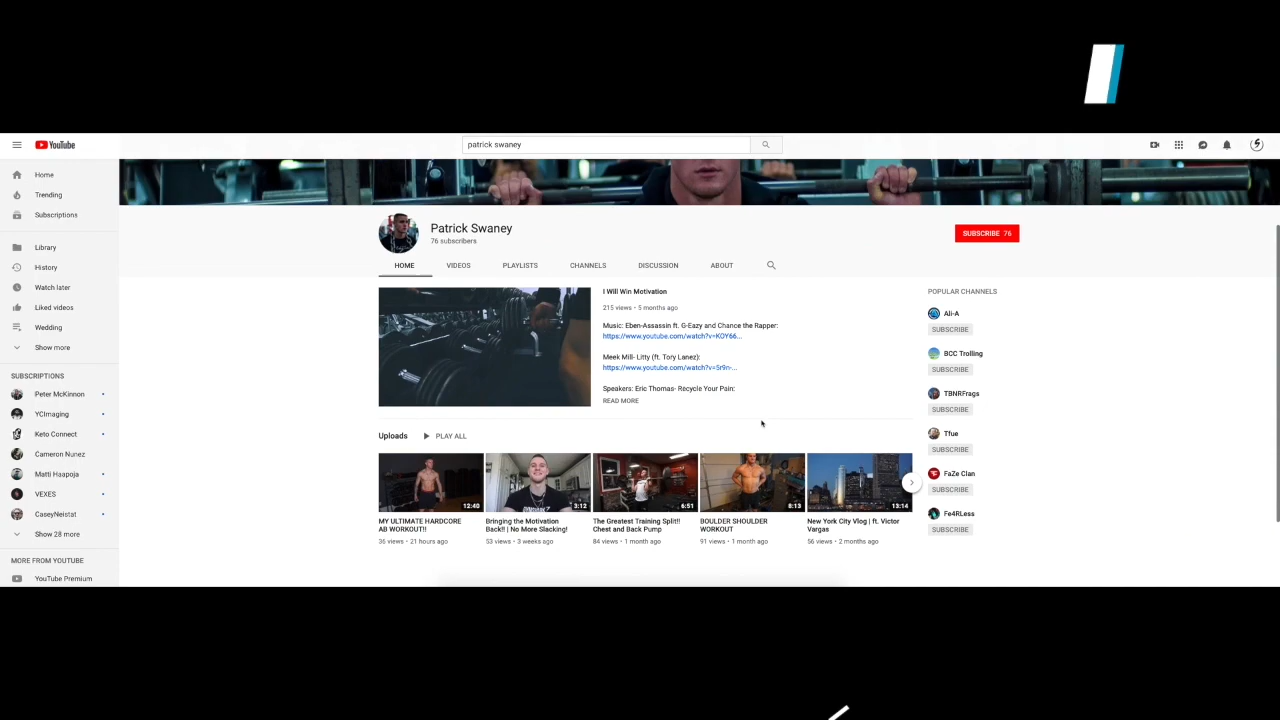 YouTube
patrick swaney
Home
Trending
Subscriptions
Library
History
Watch later
Liked videos
Wedding
Show more
SUBSCRIPTIONS
Peter McKinnon
YCImaging
Keto Connect
Cameron Nunez
Matti Haapoja
VEXES
CaseyNeistat
Show 28 more
MORE FROM YOUTUBE
YouTube Premium
Patrick Swaney
76 subscribers
SUBSCRIBE 76
HOME VIDEOS PLAYLISTS CHANNELS DISCUSSION ABOUT
I Will Win Motivation
215 views • 5 months ago
Music: Eben-Assassin ft. G-Eazy and Chance the Rapper:
https://www.youtube.com/watch?v=KOY66...
Meek Mill- Litty (ft. Tory Lanez):
https://www.youtube.com/watch?v=5r9n-...
Speakers: Eric Thomas- Recycle Your Pain:
READ MORE
Uploads PLAY ALL
12:40
MY ULTIMATE HARDCORE
AB WORKOUT!!
36 views • 21 hours ago
3:12
Bringing the Motivation
Back!! | No More Slacking!
53 views • 3 weeks ago
6:51
The Greatest Training Split!!
Chest and Back Pump
84 views • 1 month ago
8:13
BOULDER SHOULDER
WORKOUT
91 views • 1 month ago
13:14
New York City Vlog | ft. Victor
Vargas
56 views • 2 months ago
POPULAR CHANNELS
Ali-A
SUBSCRIBE
BCC Trolling
SUBSCRIBE
TBNRFrags
SUBSCRIBE
Tfue
SUBSCRIBE
FaZe Clan
SUBSCRIBE
Fe4RLess
SUBSCRIBE